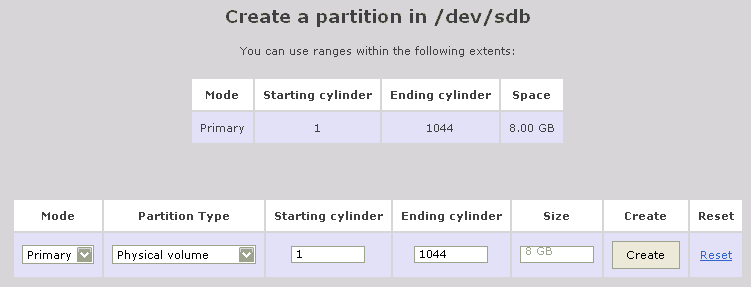 Create a partition in /dev/sdb
You can use ranges within the following extents:
Mode Starting cylinder Ending cylinder Space
Primary 1 1044 8.00 GB
Mode Partition Type Starting cylinder Ending cylinder Size Create Reset
Primary Physical volume 1 1044 8 GB Create Reset